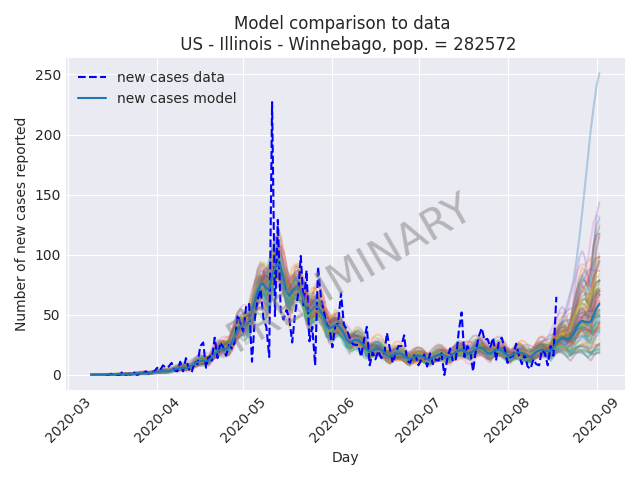 Model comparison to data
US - Illinois - Winnebago, pop. = 282572
new cases data
new cases model
PRELIMINARY
Number of new cases reported
250
200
150
100
50
0
2020-03
2020-04
2020-05
2020-06
2020-07
2020-08
2020-09
Day